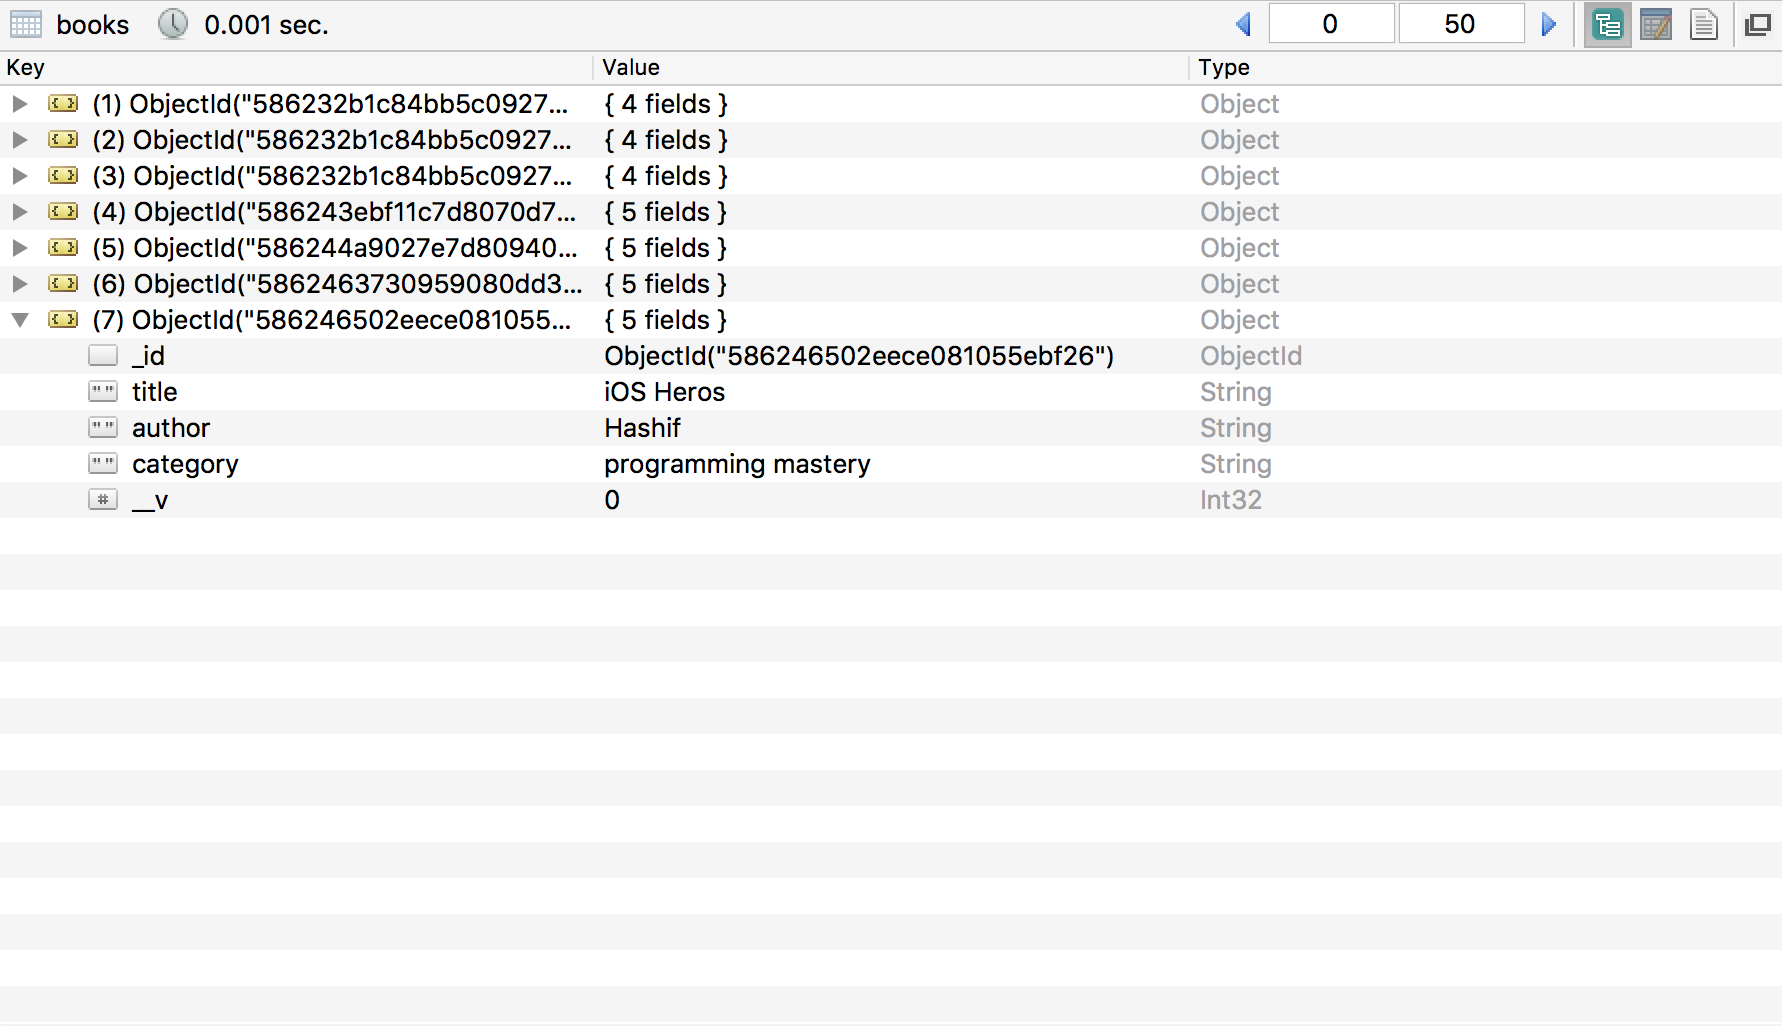 books 0.001 sec. 0 50
Key Value Type
(1) ObjectId("586232b1c84bb5c0927... { 4 fields } Object
(2) ObjectId("586232b1c84bb5c0927... { 4 fields } Object
(3) ObjectId("586232b1c84bb5c0927... { 4 fields } Object
(4) ObjectId("586243ebf11c7d8070d7... { 5 fields } Object
(5) ObjectId("586244a9027e7d80940... { 5 fields } Object
(6) ObjectId("5862463730959080dd3... { 5 fields } Object
(7) ObjectId("586246502eece081055... { 5 fields } Object
_id ObjectId("586246502eece081055ebf26") ObjectId
title iOS Heros String
author Hashif String
category programming mastery String
__v 0 Int32